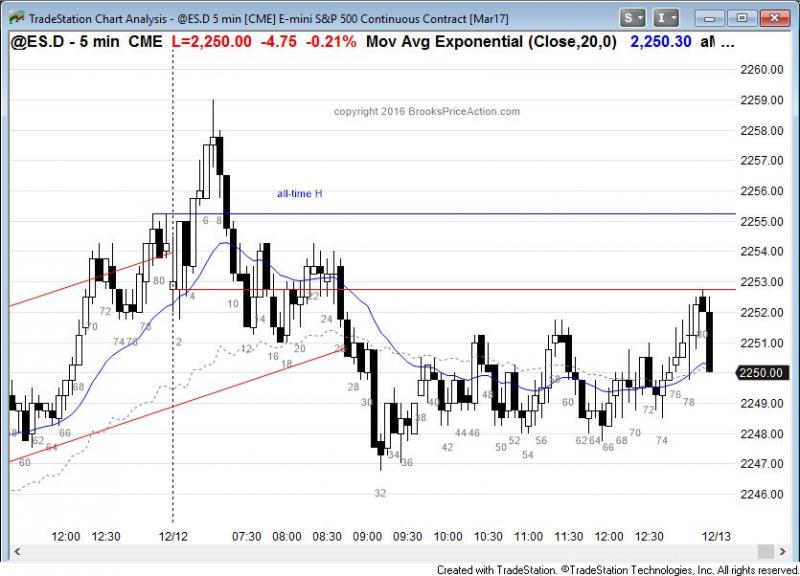 TradeStation Chart Analysis - @ES.D 5 min [CME] E-mini S&P 500 Continuous Contract [Mar17]
S I
@ES.D - 5 min CME L=2,250.00 -4.75 -0.21% Mov Avg Exponential (Close,20,0) 2,250.30 al ...
2260.00
copyright 2016 BrooksPriceAction.com
2259.00
2258.00
2257.00
all-time H
2256.00
6 8
2255.00
2254.00
80
2253.00
4 22
72 10
2252.00
70 78 14 24
74 76 2 12 20 26
2251.00
16 18
2250.00
68 28 58 76
30 40 48 60 72 78
2249.00
38
62 66 42 44 46 52 56 62 64 68 70 74
2248.00
64 50 54 66
60 34 36
2247.00
32
2246.00
12:00 12:30 12/12 07:30 08:00 08:30 09:00 09:30 10:00 10:30 11:00 11:30 12:00 12:30 12/13
Created with TradeStation. ©TradeStation Technologies, Inc. All rights reserved.